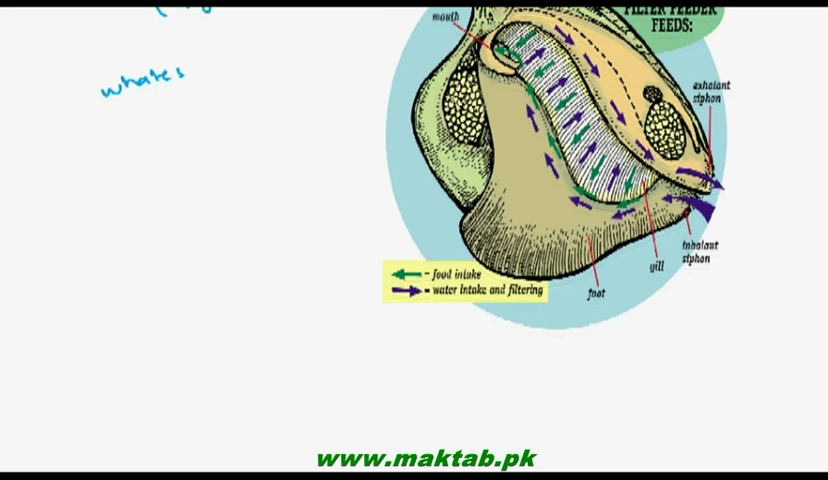 FILTER FEEDER
FEEDS:
mouth
whales
exhalant
siphon
inhalant
siphon
gill
foot
- food intake
- water intake and filtering
www.maktab.pk